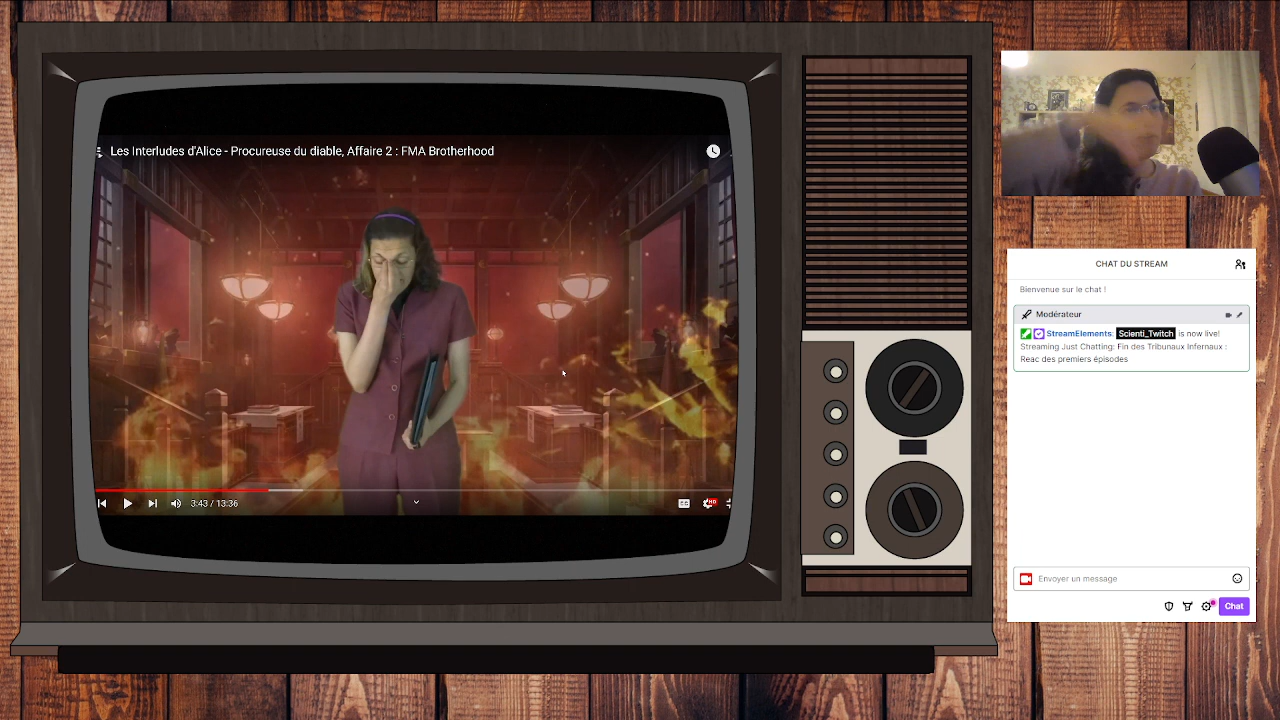 Les Interludes d'Alice - Procureuse du diable, Affaire 2 : FMA Brotherhood
3:43 / 13:36
HD
CHAT DU STREAM
Bienvenue sur le chat !
Modérateur
StreamElements: Scienti_Twitch is now live!
Streaming Just Chatting: Fin des Tribunaux Infernaux :
Reac des premiers épisodes
Envoyer un message
Chat